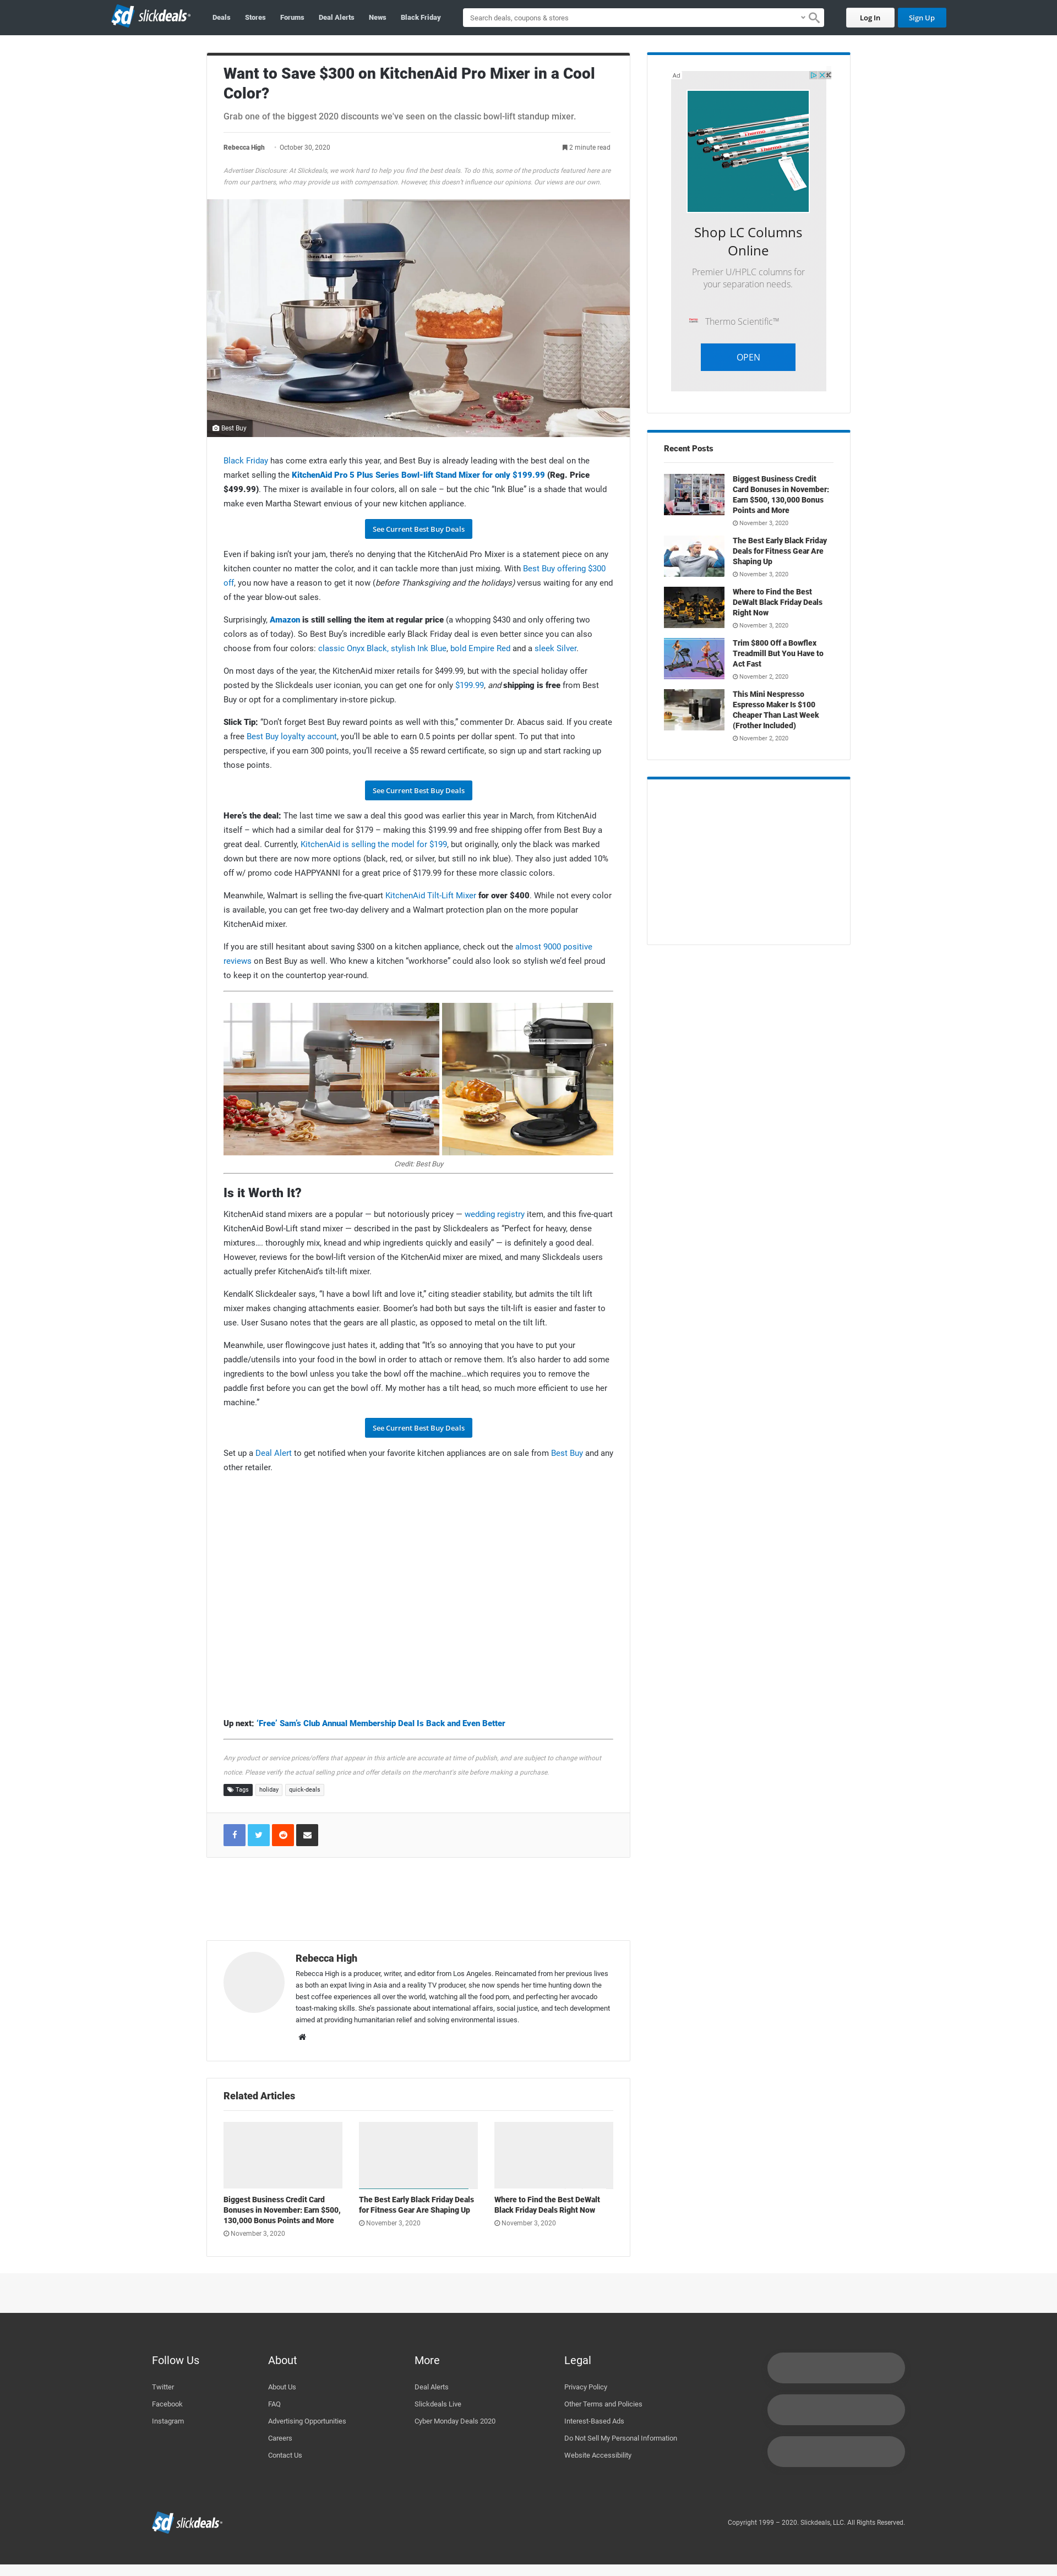 sd slickdeals
Deals
Stores
Forums
Deal Alerts
News
Black Friday
Search deals, coupons & stores
Log In
Sign Up
Want to Save $300 on KitchenAid Pro Mixer in a Cool
Color?
Grab one of the biggest 2020 discounts we've seen on the classic bowl-lift standup mixer.
Rebecca High · October 30, 2020
2 minute read
Advertiser Disclosure: At Slickdeals, we work hard to help you find the best deals. To do this, some of the products featured here are
from our partners, who may provide us with compensation. However, this doesn't influence our opinions. Our views are our own.
Best Buy
Black Friday has come extra early this year, and Best Buy is already leading with the best deal on the
market selling the KitchenAid Pro 5 Plus Series Bowl-lift Stand Mixer for only $199.99 (Reg. Price
$499.99). The mixer is available in four colors, all on sale – but the chic “Ink Blue” is a shade that would
make even Martha Stewart envious of your new kitchen appliance.
See Current Best Buy Deals
Even if baking isn’t your jam, there’s no denying that the KitchenAid Pro Mixer is a statement piece on any
kitchen counter no matter the color, and it can tackle more than just mixing. With Best Buy offering $300
off, you now have a reason to get it now (before Thanksgiving and the holidays) versus waiting for any end
of the year blow-out sales.
Surprisingly, Amazon is still selling the item at regular price (a whopping $430 and only offering two
colors as of today). So Best Buy’s incredible early Black Friday deal is even better since you can also
choose from four colors: classic Onyx Black, stylish Ink Blue, bold Empire Red and a sleek Silver.
On most days of the year, the KitchenAid mixer retails for $499.99, but with the special holiday offer
posted by the Slickdeals user iconian, you can get one for only $199.99, and shipping is free from Best
Buy or opt for a complimentary in-store pickup.
Slick Tip: “Don’t forget Best Buy reward points as well with this,” commenter Dr. Abacus said. If you create
a free Best Buy loyalty account, you’ll be able to earn 0.5 points per dollar spent. To put that into
perspective, if you earn 300 points, you’ll receive a $5 reward certificate, so sign up and start racking up
those points.
See Current Best Buy Deals
Here’s the deal: The last time we saw a deal this good was earlier this year in March, from KitchenAid
itself – which had a similar deal for $179 – making this $199.99 and free shipping offer from Best Buy a
great deal. Currently, KitchenAid is selling the model for $199, but originally, only the black was marked
down but there are now more options (black, red, or silver, but still no ink blue). They also just added 10%
off w/ promo code HAPPYANNI for a great price of $179.99 for these more classic colors.
Meanwhile, Walmart is selling the five-quart KitchenAid Tilt-Lift Mixer for over $400. While not every color
is available, you can get free two-day delivery and a Walmart protection plan on the more popular
KitchenAid mixer.
If you are still hesitant about saving $300 on a kitchen appliance, check out the almost 9000 positive
reviews on Best Buy as well. Who knew a kitchen “workhorse” could also look so stylish we’d feel proud
to keep it on the countertop year-round.
Credit: Best Buy
Is it Worth It?
KitchenAid stand mixers are a popular — but notoriously pricey — wedding registry item, and this five-quart
KitchenAid Bowl-Lift stand mixer — described in the past by Slickdealers as “Perfect for heavy, dense
mixtures…. thoroughly mix, knead and whip ingredients quickly and easily” — is definitely a good deal.
However, reviews for the bowl-lift version of the KitchenAid mixer are mixed, and many Slickdeals users
actually prefer KitchenAid’s tilt-lift mixer.
KendalK Slickdealer says, “I have a bowl lift and love it,” citing steadier stability, but admits the tilt lift
mixer makes changing attachments easier. Boomer’s had both but says the tilt-lift is easier and faster to
use. User Susano notes that the gears are all plastic, as opposed to metal on the tilt lift.
Meanwhile, user flowingcove just hates it, adding that “It’s so annoying that you have to put your
paddle/utensils into your food in the bowl in order to attach or remove them. It’s also harder to add some
ingredients to the bowl unless you take the bowl off the machine…which requires you to remove the
paddle first before you can get the bowl off. My mother has a tilt head, so much more efficient to use her
machine.”
See Current Best Buy Deals
Set up a Deal Alert to get notified when your favorite kitchen appliances are on sale from Best Buy and any
other retailer.
Up next: ‘Free’ Sam’s Club Annual Membership Deal Is Back and Even Better
Any product or service prices/offers that appear in this article are accurate at time of publish, and are subject to change without
notice. Please verify the actual selling price and offer details on the merchant’s site before making a purchase.
Tags
holiday
quick-deals
Rebecca High
Rebecca High is a producer, writer, and editor from Los Angeles. Reincarnated from her previous lives
as both an expat living in Asia and a reality TV producer, she now spends her time hunting down the
best coffee experiences all over the world, watching all the food porn, and perfecting her avocado
toast-making skills. She’s passionate about international affairs, social justice, and tech development
aimed at providing humanitarian relief and solving environmental issues.
Related Articles
Biggest Business Credit Card
Bonuses in November: Earn $500,
130,000 Bonus Points and More
November 3, 2020
The Best Early Black Friday Deals
for Fitness Gear Are Shaping Up
November 3, 2020
Where to Find the Best DeWalt
Black Friday Deals Right Now
November 3, 2020
Ad
Shop LC Columns
Online
Premier U/HPLC columns for
your separation needs.
Thermo Scientific™
OPEN
Recent Posts
Biggest Business Credit
Card Bonuses in November:
Earn $500, 130,000 Bonus
Points and More
November 3, 2020
The Best Early Black Friday
Deals for Fitness Gear Are
Shaping Up
November 3, 2020
Where to Find the Best
DeWalt Black Friday Deals
Right Now
November 3, 2020
Trim $800 Off a Bowflex
Treadmill But You Have to
Act Fast
November 2, 2020
This Mini Nespresso
Espresso Maker Is $100
Cheaper Than Last Week
(Frother Included)
November 2, 2020
Follow Us
Twitter
Facebook
Instagram
About
About Us
FAQ
Advertising Opportunities
Careers
Contact Us
More
Deal Alerts
Slickdeals Live
Cyber Monday Deals 2020
Legal
Privacy Policy
Other Terms and Policies
Interest-Based Ads
Do Not Sell My Personal Information
Website Accessibility
sd slickdeals
Copyright 1999 – 2020. Slickdeals, LLC. All Rights Reserved.